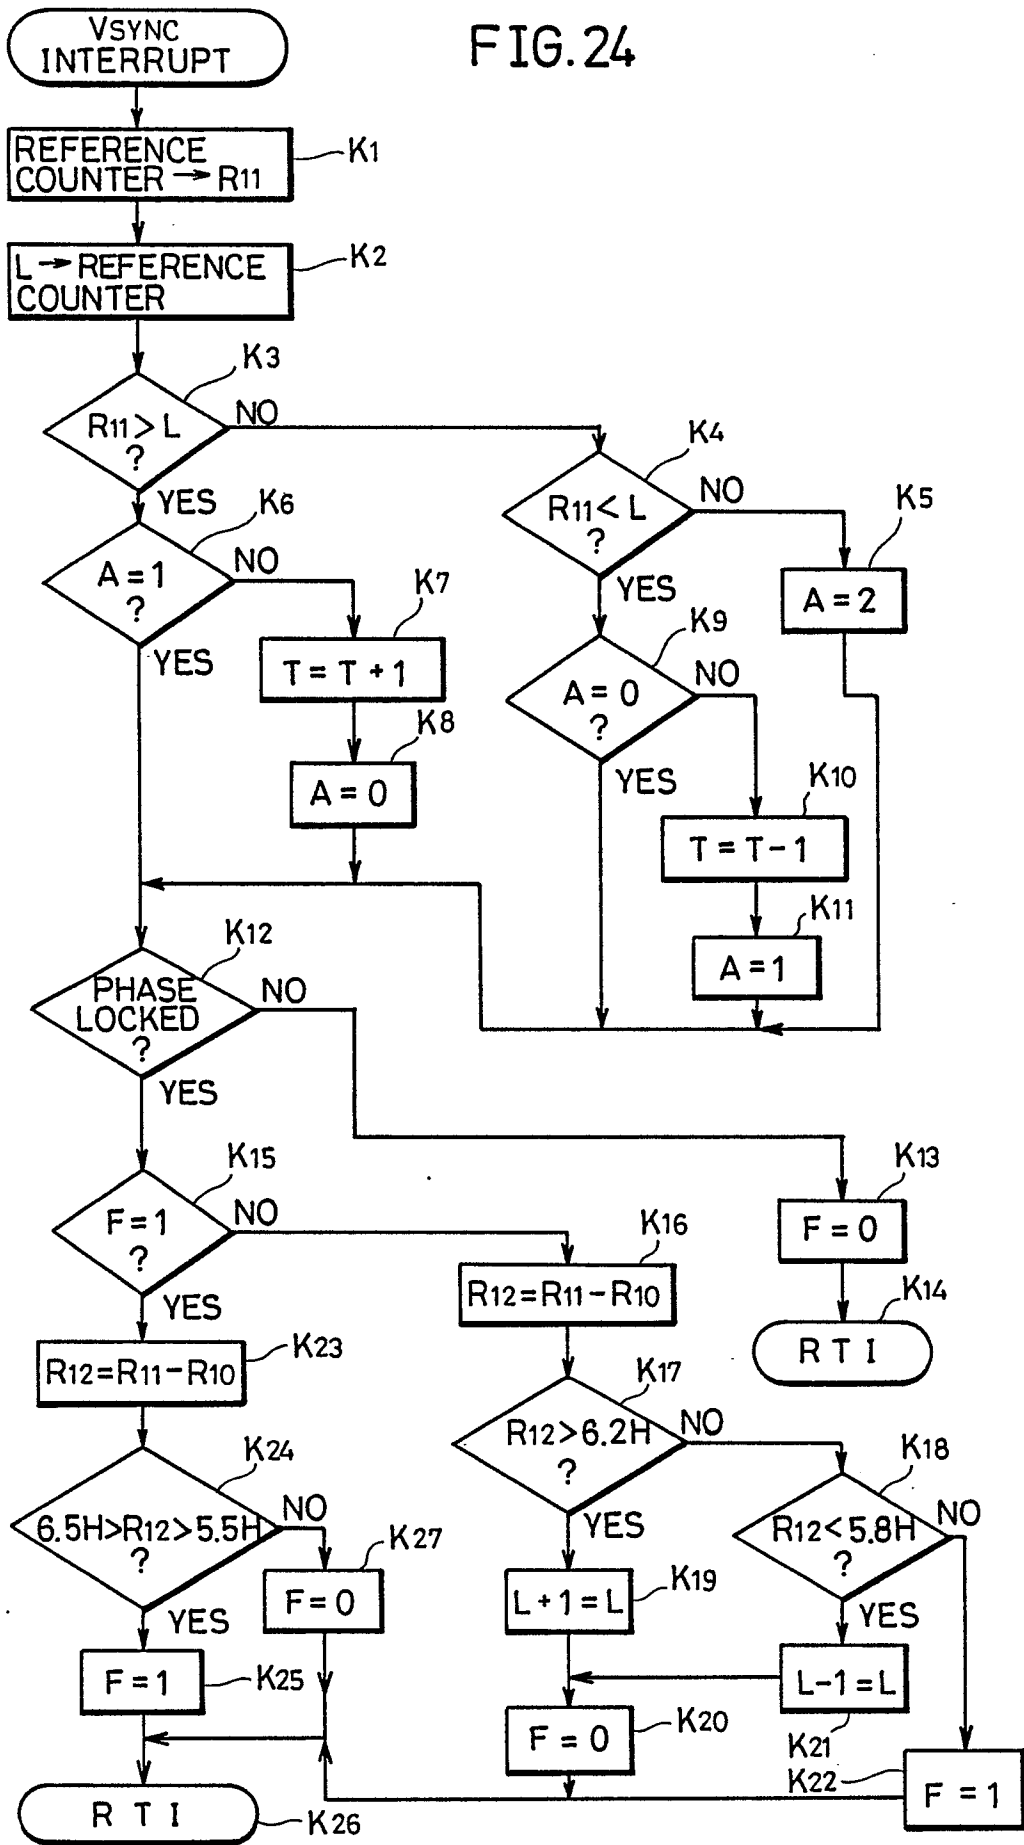 FIG. 24
VSYNC
INTERRUPT
REFERENCE
COUNTER → R11
K1
L → REFERENCE
COUNTER
K2
K3
R11 > L
?
NO
YES
K4
R11 < L
?
NO
YES
K5
A = 2
K6
A = 1
?
NO
YES
K7
T = T + 1
K8
A = 0
K9
A = 0
?
NO
YES
K10
T = T - 1
K11
A = 1
K12
PHASE
LOCKED
?
NO
YES
K13
F = 0
K14
R T I
K15
F = 1
?
NO
YES
K16
R12 = R11 - R10
K17
R12 > 6.2H
?
NO
YES
K18
R12 < 5.8H
?
NO
YES
K19
L + 1 = L
K20
F = 0
L - 1 = L
K21
K22
F = 1
K23
R12 = R11 - R10
K24
6.5H > R12 > 5.5H
?
NO
YES
K27
F = 0
F = 1
K25
R T I
K26